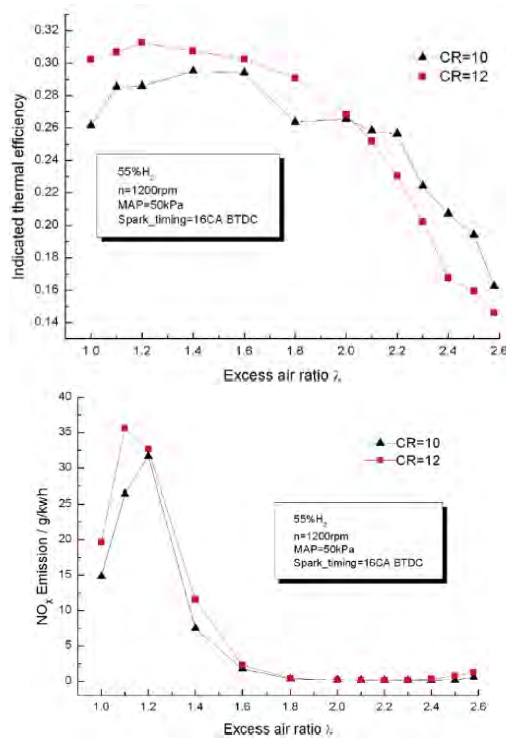 0.32
0.30
0.28
0.26
0.24
0.22
0.20
0.18
0.16
0.14
Indicated thermal efficiency
CR=10
CR=12
55%H2
n=1200rpm
MAP=50kPa
Spark_timing=16CA BTDC
1.0 1.2 1.4 1.6 1.8 2.0 2.2 2.4 2.6
Excess air ratio λ
40
35
30
25
20
15
10
5
0
NOx Emission / g/kwh
CR=10
CR=12
55%H2
n=1200rpm
MAP=50kPa
Spark_timing=16CA BTDC
1.0 1.2 1.4 1.6 1.8 2.0 2.2 2.4 2.6
Excess air ratio λ